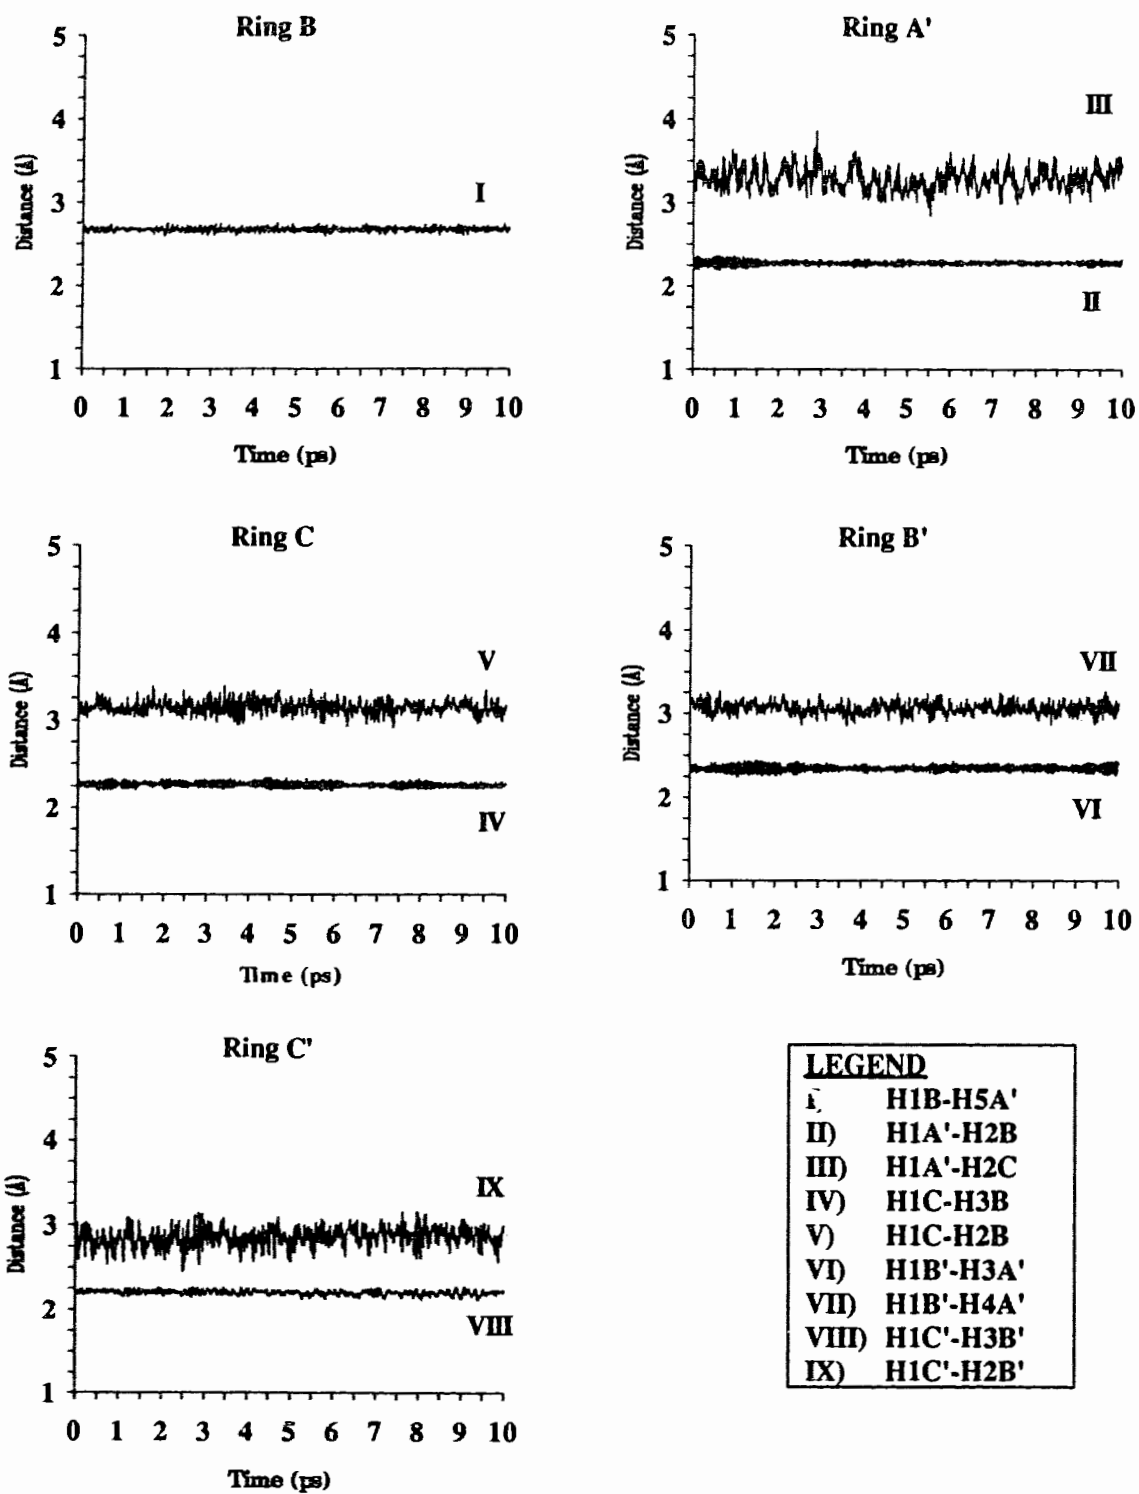 Ring B
5
4
3
2
1
Distance (Å)
I
0 1 2 3 4 5 6 7 8 9 10
Time (ps)
Ring A'
5
4
3
2
1
Distance (Å)
III
II
0 1 2 3 4 5 6 7 8 9 10
Time (ps)
Ring C
5
4
3
2
1
Distance (Å)
V
IV
0 1 2 3 4 5 6 7 8 9 10
Time (ps)
Ring B'
5
4
3
2
1
Distance (Å)
VII
VI
0 1 2 3 4 5 6 7 8 9 10
Time (ps)
Ring C'
5
4
3
2
1
Distance (Å)
IX
VIII
0 1 2 3 4 5 6 7 8 9 10
Time (ps)
LEGEND
I) H1B-H5A'
II) H1A'-H2B
III) H1A'-H2C
IV) H1C-H3B
V) H1C-H2B
VI) H1B'-H3A'
VII) H1B'-H4A'
VIII) H1C'-H3B'
IX) H1C'-H2B'